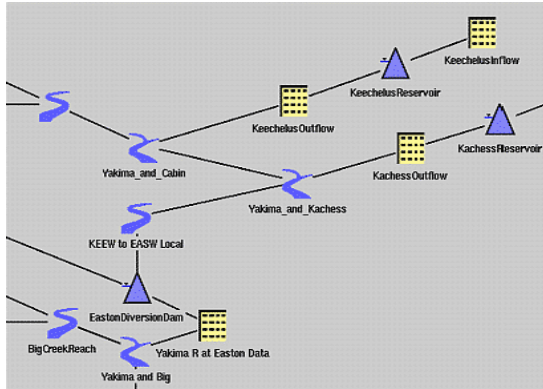 KeechelusInflow
KeechelusReservoir
KeechelusOutflow
KachessReservoir
Yakima_and_Cabin
KachessOutflow
Yakima_and_Kachess
KEEW to EASW Local
EastonDiversionDam
BigCreekReach
Yakima R at Easton Data
Yakima and Big